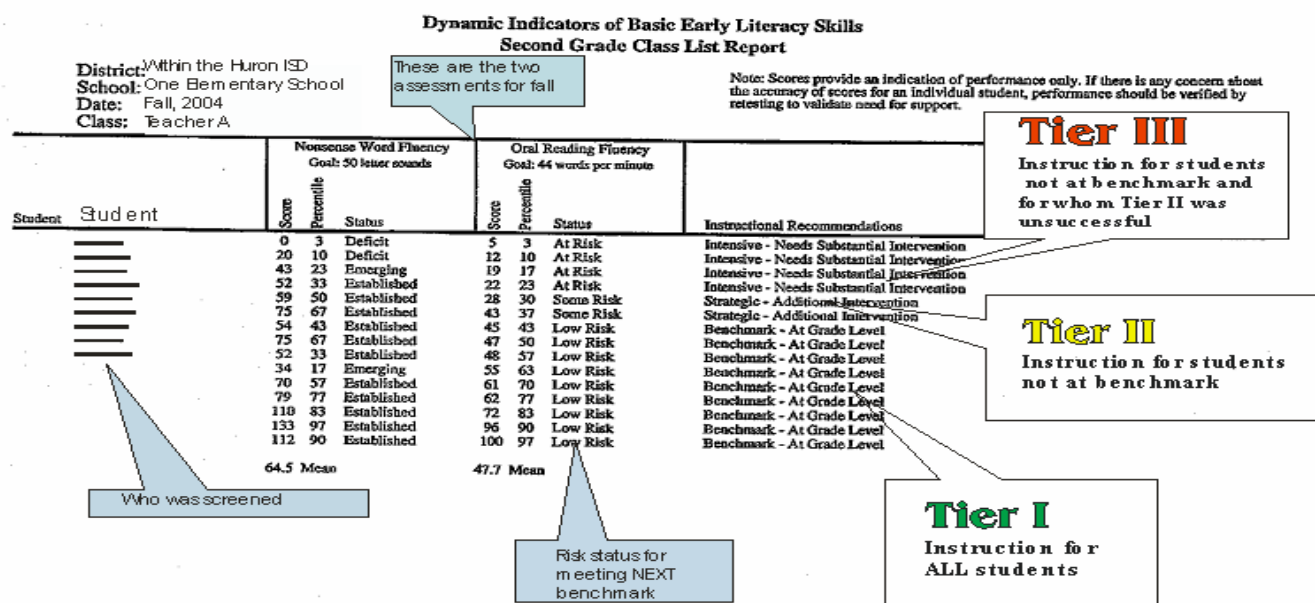 Dynamic Indicators of Basic Early Literacy Skills
Second Grade Class List Report
District: Within the Huron ISD
School: One Elementary School
Date: Fall, 2004
Class: Teacher A
These are the two
assessments for fall
Note: Scores provide an indication of performance only. If there is any concern about
the accuracy of scores for an individual student, performance should be verified by
retesting to validate need for support.
Nonsense Word Fluency
Goal: 50 letter sounds
Oral Reading Fluency
Goal: 44 words per minute
Student Student Score Percentile Status Score Percentile Status Instructional Recommendations
0 3 Deficit 5 3 At Risk Intensive - Needs Substantial Intervention
20 10 Deficit 12 10 At Risk Intensive - Needs Substantial Intervention
43 23 Emerging 19 17 At Risk Intensive - Needs Substantial Intervention
52 33 Established 22 23 At Risk Intensive - Needs Substantial Intervention
59 50 Established 28 30 Some Risk Strategic - Additional Intervention
75 67 Established 43 37 Some Risk Strategic - Additional Intervention
54 43 Established 45 43 Low Risk Benchmark - At Grade Level
75 67 Established 47 50 Low Risk Benchmark - At Grade Level
52 33 Established 48 57 Low Risk Benchmark - At Grade Level
34 17 Emerging 55 63 Low Risk Benchmark - At Grade Level
70 57 Established 61 70 Low Risk Benchmark - At Grade Level
79 77 Established 62 77 Low Risk Benchmark - At Grade Level
110 83 Established 72 83 Low Risk Benchmark - At Grade Level
133 97 Established 96 90 Low Risk Benchmark - At Grade Level
112 90 Established 100 97 Low Risk Benchmark - At Grade Level
64.5 Mean 47.7 Mean
Tier III
Instruction for students
not at benchmark and
for whom Tier II was
unsuccessful
Tier II
Instruction for students
not at benchmark
Tier I
Instruction for
ALL students
Who was screened
Risk status for
meeting NEXT
benchmark